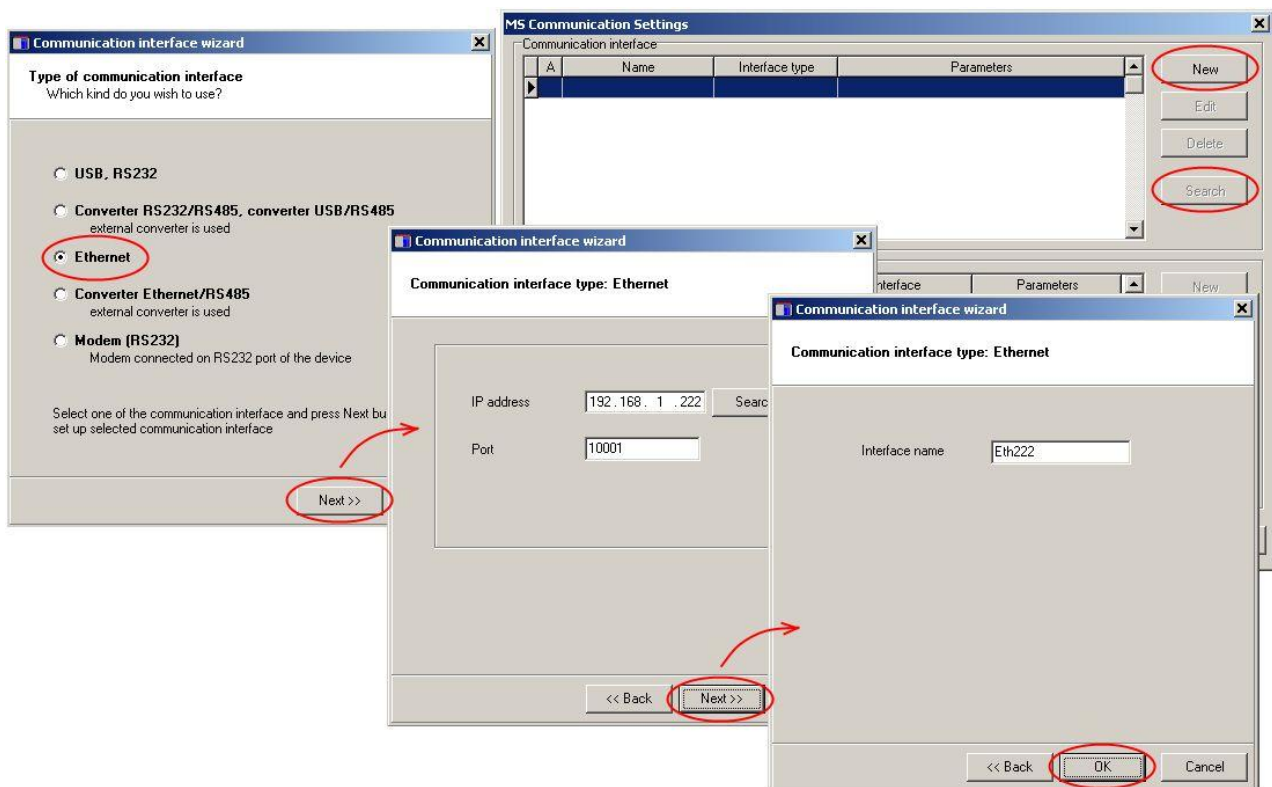 Communication interface wizard
Type of communication interface
Which kind do you wish to use?
USB, RS232
Converter RS232/RS485, converter USB/RS485
external converter is used
Ethernet
Converter Ethernet/RS485
external converter is used
Modem (RS232)
Modem connected on RS232 port of the device
Select one of the communication interface and press Next bu
set up selected communication interface
Next >>
MS Communication Settings
Communication interface
A Name Interface type Parameters
New
Edit
Delete
Search
nterface Parameters
New
Communication interface wizard
Communication interface type: Ethernet
IP address 192.168. 1 .222 Searc
Port 10001
<< Back Next >>
Communication interface wizard
Communication interface type: Ethernet
Interface name Eth222
<< Back OK Cancel